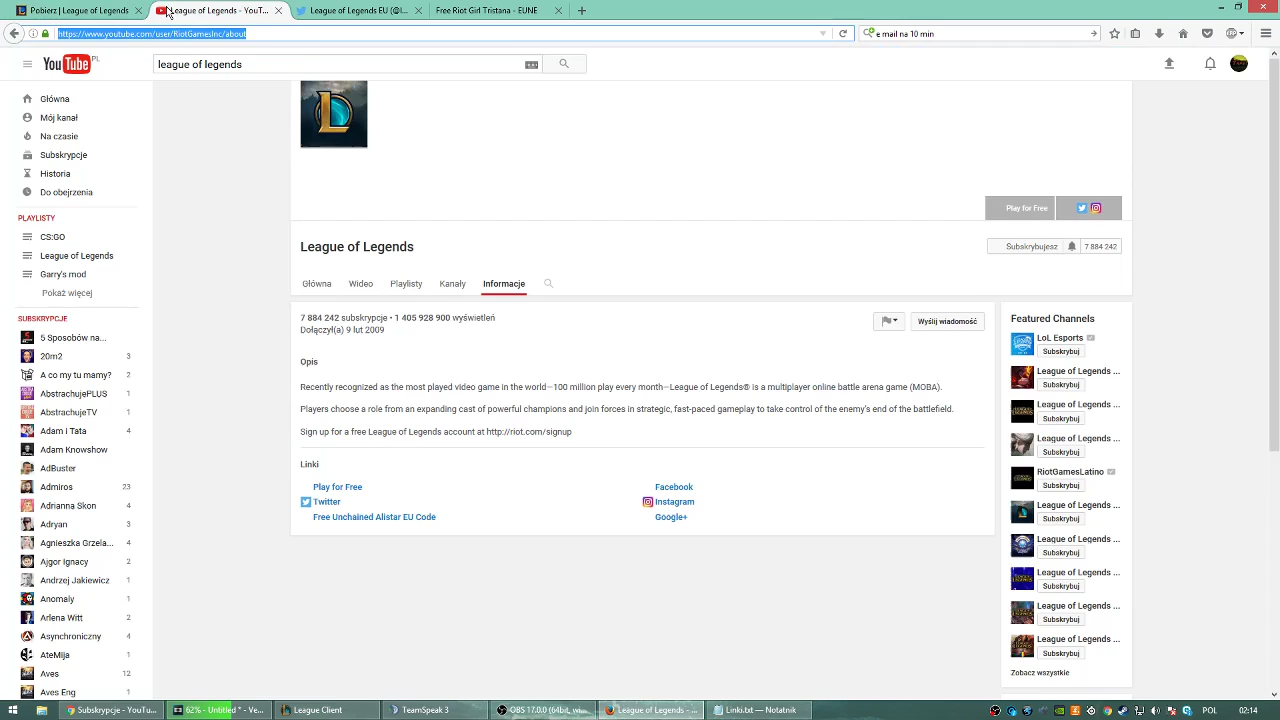 Pobierz | League of Legends
League of Legends - YouT...
League of Legends EU (@l...
Free Riot Girl Tristana - EUNE
https://www.youtube.com/user/RiotGamesInc/about
e mail na 10 min
YouTube PL
league of legends
Główna
Mój kanał
Na czasie
Subskrypcje
Historia
Do obejrzenia
PLAYLISTY
CS:GO
League of Legends
Garry's mod
Pokaż więcej
SUBSKRYPCJE
5 Sposobów na...
20m2 3
A co my tu mamy? 2
AbstrachujePLUS 1
AbstrachujeTV 1
Adam i Tata 4
Adam Knowshow
AdBuster
Admiros 23
Adrianna Skon 4
Adryan 3
Agnieszka Grzela... 4
Ajgor Ignacy 2
Andrzej Jakiewicz 1
Anomaly 1
Arlena Witt 2
Asynchroniczny 4
AteMija 1
Aves 12
Aves Eng 1
Play for Free
League of Legends
Subskrybujesz 7 884 242
Główna Wideo Playlisty Kanały Informacje
7 884 242 subskrypcje • 1 405 928 900 wyświetleń
Dołączył(a) 9 lut 2009
Wyślij wiadomość
Opis
Recently recognized as the most played video game in the world—100 million play every month—League of Legends® is a multiplayer online battle arena game (MOBA).
Players choose a role from an expanding cast of powerful champions and join forces in strategic, fast-paced gameplay to take control of the enemy's end of the battlefield.
Sign up for a free League of Legends account at http://riot.com/signup
Linki
Play for Free
Facebook
Twitter
Instagram
Free Unchained Alistar EU Code
Google+
Featured Channels
LoL Esports
Subskrybuj
League of Legends ...
Subskrybuj
League of Legends ...
Subskrybuj
League of Legends ...
Subskrybuj
RiotGamesLatino
Subskrybuj
League of Legends ...
Subskrybuj
League of Legends ...
Subskrybuj
League of Legends ...
Subskrybuj
League of Legends ...
Subskrybuj
League of Legends ...
Subskrybuj
Zobacz wszystkie
Subskrypcje - YouTu...
62% - Untitled * - Ve...
League Client
TeamSpeak 3
OBS 17.0.0 (64bit, wi...
League of Legends - ...
Linki.txt — Notatnik
POL
02:14